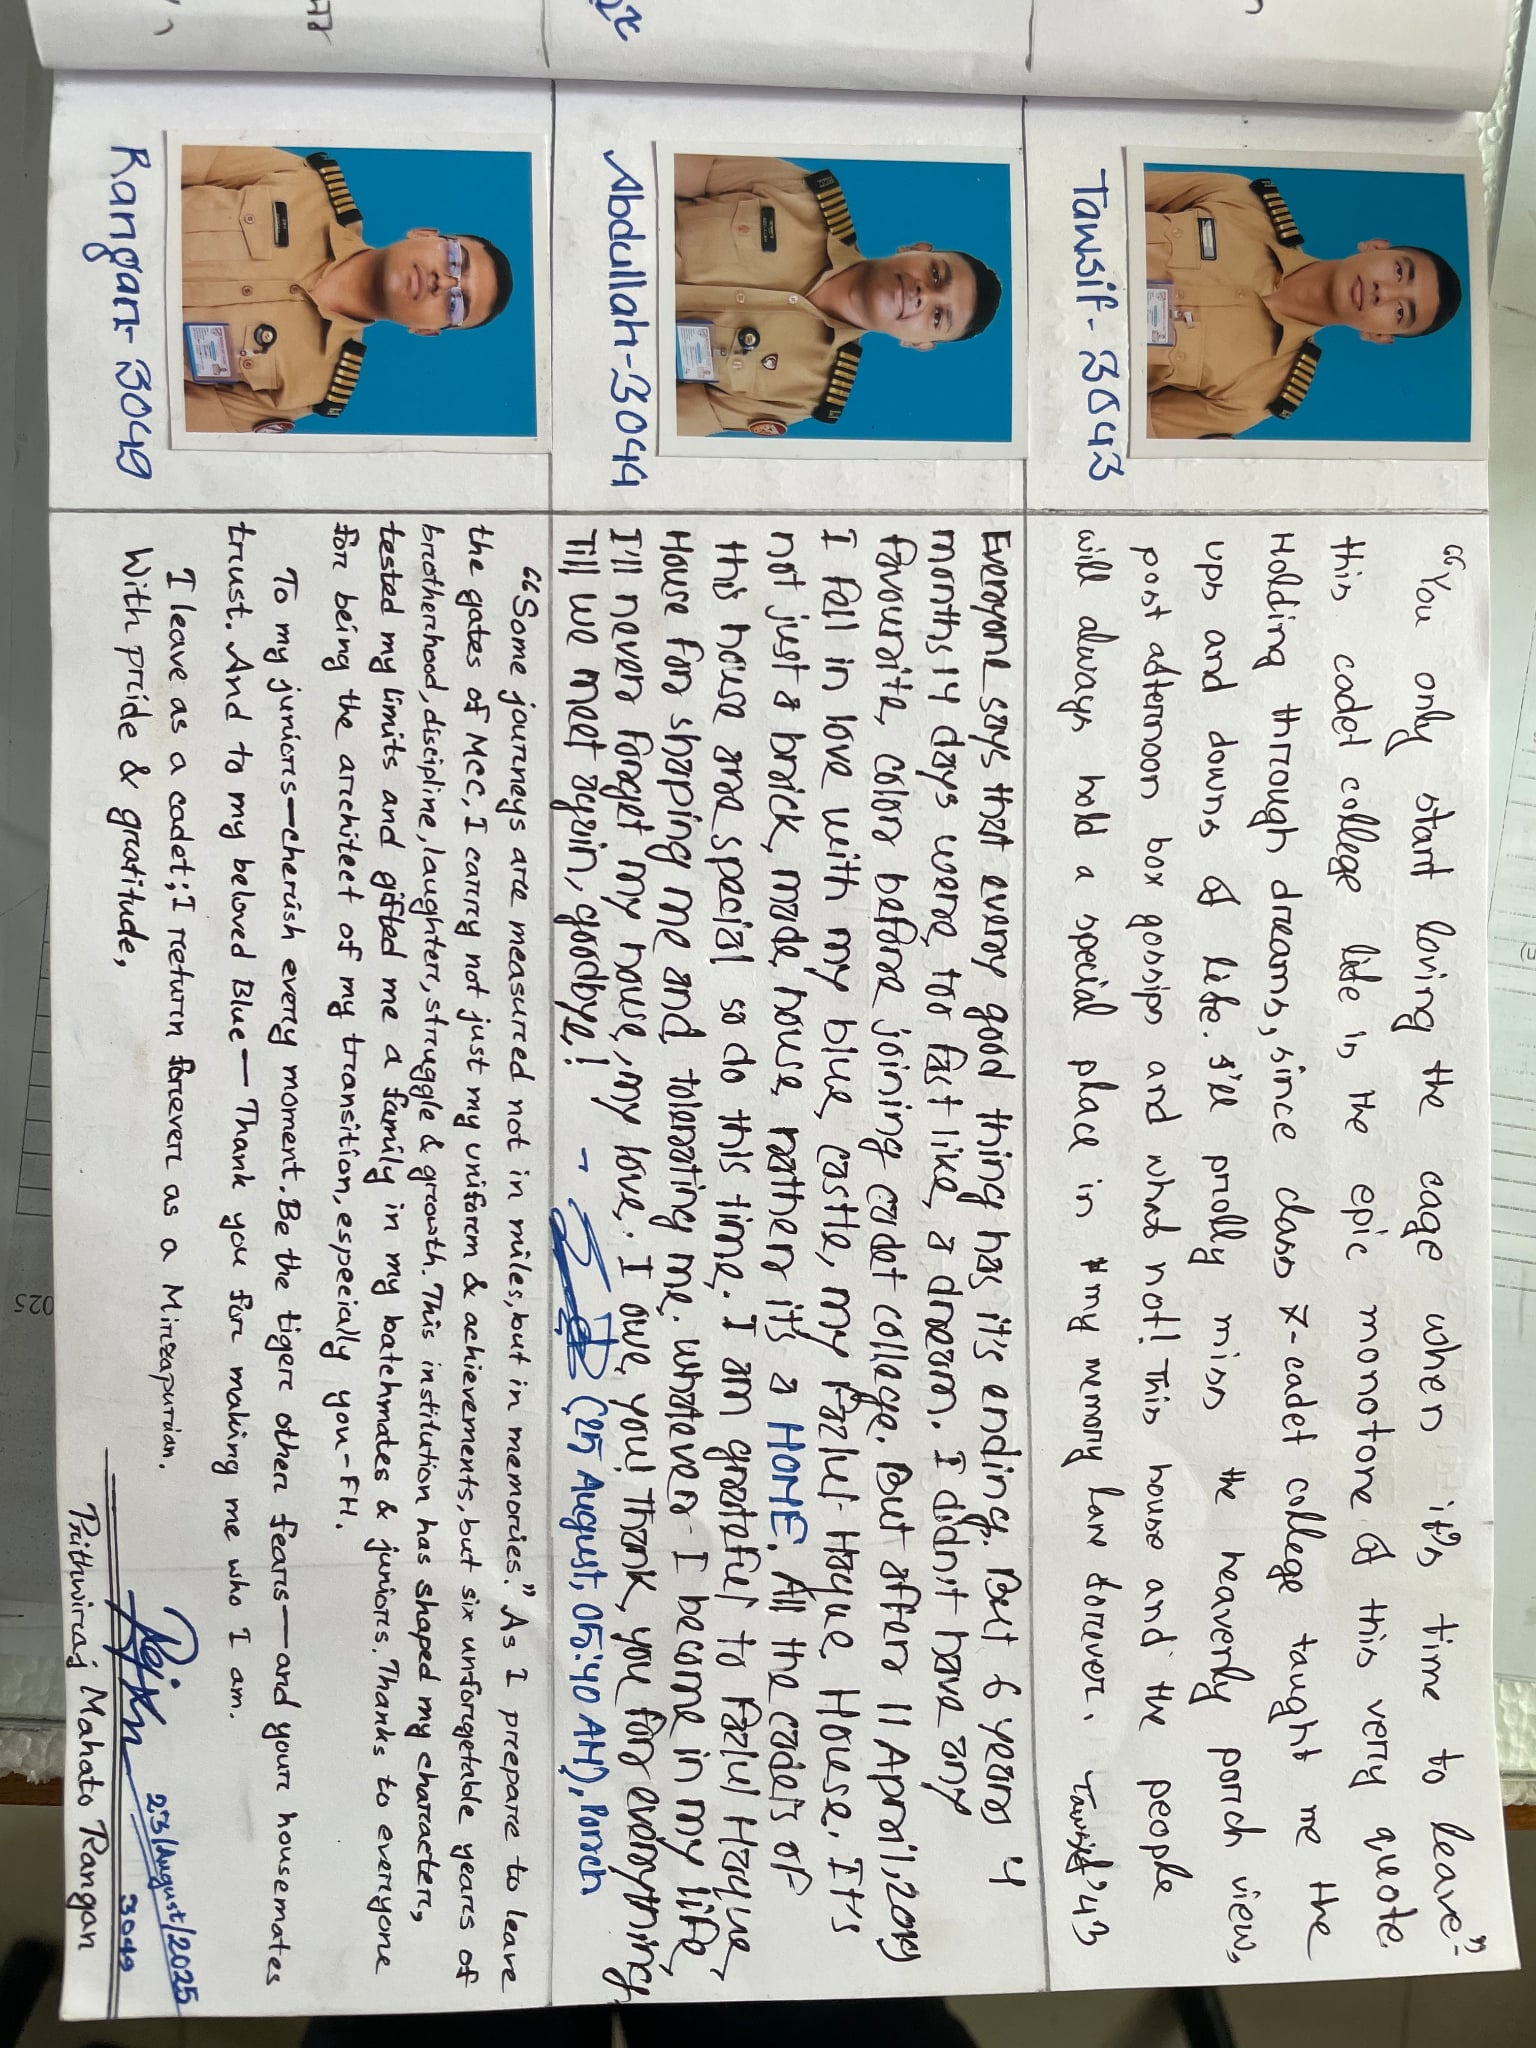 “You only start loving the cage when it's time to leave”-
this cadet college life is the epic monotone of this very quote.
Holding through dreams, since class 7-cadet college taught me the
ups and downs of life. I'll prolly miss the heavenly porch view,
post afternoon box gossips and what not! This house and the people
will always hold a special place in my memory lane forever. Tawsif '43
Tawsif-3043
Everyone says that every good thing has it's ending. But 6 years 4
months 14 days were too fast like a dream. I didn't have any
favourite color before joining cadet college. But after 11 April, 2019
I fell in love with my blue castle, my Fazlul Haque House. It's
not just a brick made house rather it's a HOME. All the cadets of
this house are special so do this time. I am grateful to Fazlul Haque
House for shaping me and tolerating me. Whatever I become in my life,
I'll never forget my house, my love. I owe you! Thank you for everything
Till we meet again, goodbye! - (25 August, 05:40 AM), Porch
Abdullah-3044
“Some journeys are measured not in miles, but in memories.” As I prepare to leave
the gates of MCC, I carry not just my uniform & achievements, but six unforgetable years of
brotherhood, discipline, laughter, struggle & growth. This institution has shaped my character,
tested my limits and gifted me a family in my batchmates & juniors. Thanks to everyone
for being the architect of my transition, especially you-FH.
To my juniors—cherish every moment. Be the tiger other fears—and your housemates
trust. And to my beloved Blue— Thank you for making me who I am.
I leave as a cadet; I return forever as a Mirzapurian.
With pride & gratitude,
23/August/2025
3049
Prithwiraj Mahato Rangan
Rangan-3049